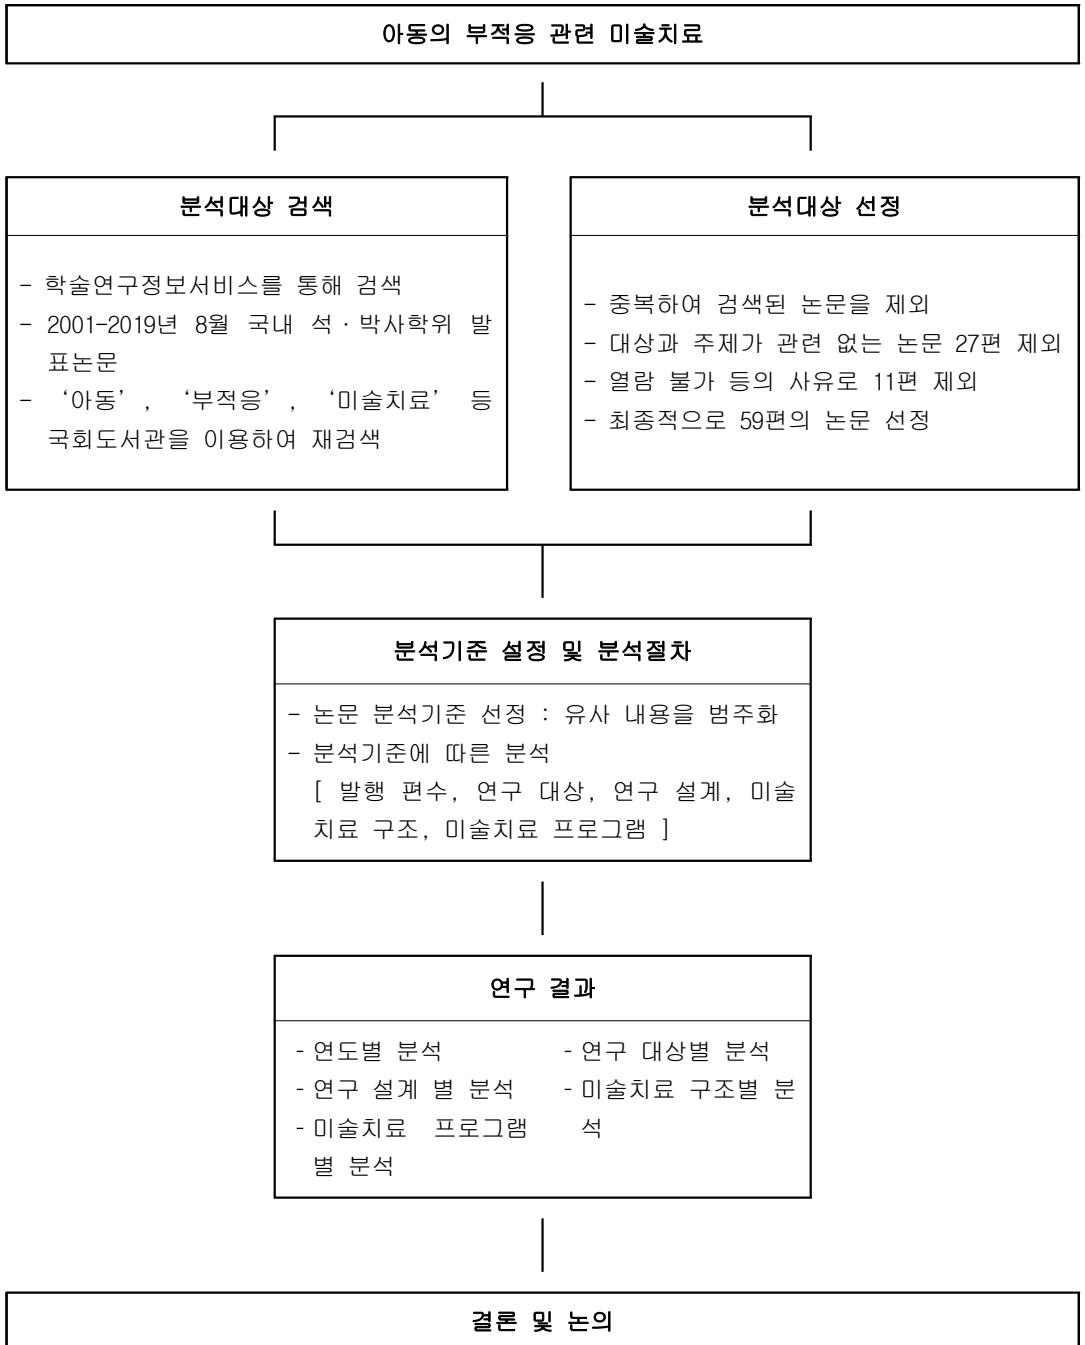 아동의 부적응 관련 미술치료
분석대상 검색
- 학술연구정보서비스를 통해 검색
- 2001-2019년 8월 국내 석·박사학위 발
표논문
- ‘아동’, ‘부적응’, ‘미술치료’ 등
국회도서관을 이용하여 재검색
분석대상 선정
- 중복하여 검색된 논문을 제외
- 대상과 주제가 관련 없는 논문 27편 제외
- 열람 불가 등의 사유로 11편 제외
- 최종적으로 59편의 논문 선정
분석기준 설정 및 분석절차
- 논문 분석기준 선정 : 유사 내용을 범주화
- 분석기준에 따른 분석
[ 발행 편수, 연구 대상, 연구 설계, 미술
치료 구조, 미술치료 프로그램 ]
연구 결과
- 연도별 분석
- 연구 설계 별 분석
- 미술치료 프로그램
별 분석
- 연구 대상별 분석
- 미술치료 구조별 분
석
결론 및 논의